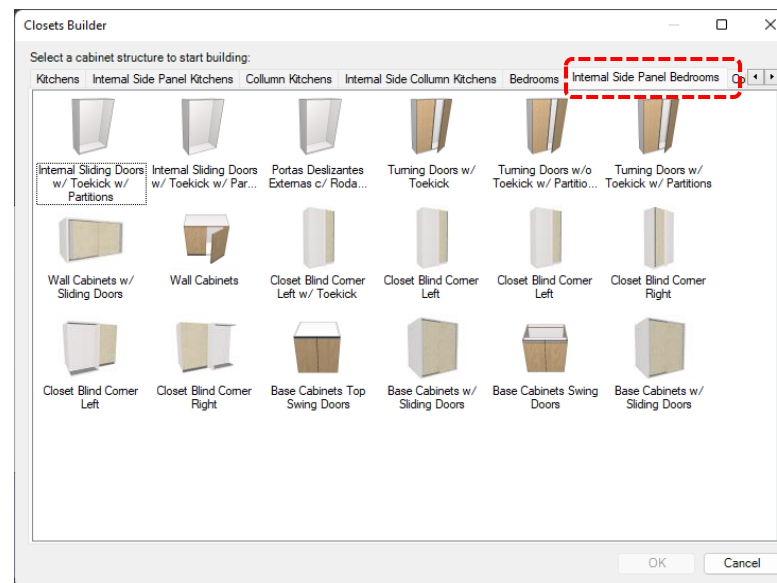 Closets Builder
Select a cabinet structure to start building:
Kitchens Internal Side Panel Kitchens Collumn Kitchens Internal Side Collumn Kitchens Bedrooms Internal Side Panel Bedrooms
Internal Sliding Doors w/ Toekick w/ Partitions
Internal Sliding Doors w/ Toekick w/ Par...
Portas Deslizantes Externas c/ Roda...
Turning Doors w/ Toekick
Turning Doors w/o Toekick w/ Partitio...
Turning Doors w/ Toekick w/ Partitions
Wall Cabinets w/ Sliding Doors
Wall Cabinets
Closet Blind Corner Left w/ Toekick
Closet Blind Corner Left
Closet Blind Corner Left
Closet Blind Corner Right
Closet Blind Corner Left
Closet Blind Corner Right
Base Cabinets Top Swing Doors
Base Cabinets w/ Sliding Doors
Base Cabinets Swing Doors
Base Cabinets w/ Sliding Doors
OK Cancel